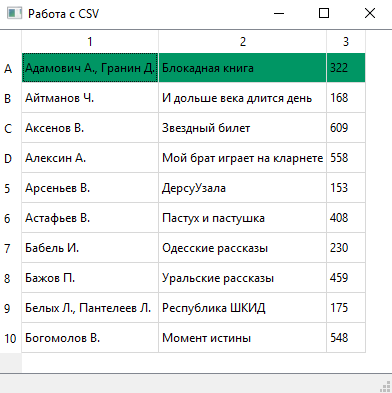 Работа с CSV
1 2 3
A Адамович А., Гранин Д. Блокадная книга 322
B Айтманов Ч. И дольше века длится день 168
C Аксенов В. Звездный билет 609
D Алексин А. Мой брат играет на кларнете 558
5 Арсеньев В. ДерсуУзала 153
6 Астафьев В. Пастух и пастушка 408
7 Бабель И. Одесские рассказы 230
8 Бажов П. Уральские рассказы 459
9 Белых Л., Пантелеев Л. Республика ШКИД 175
10 Богомолов В. Момент истины 548